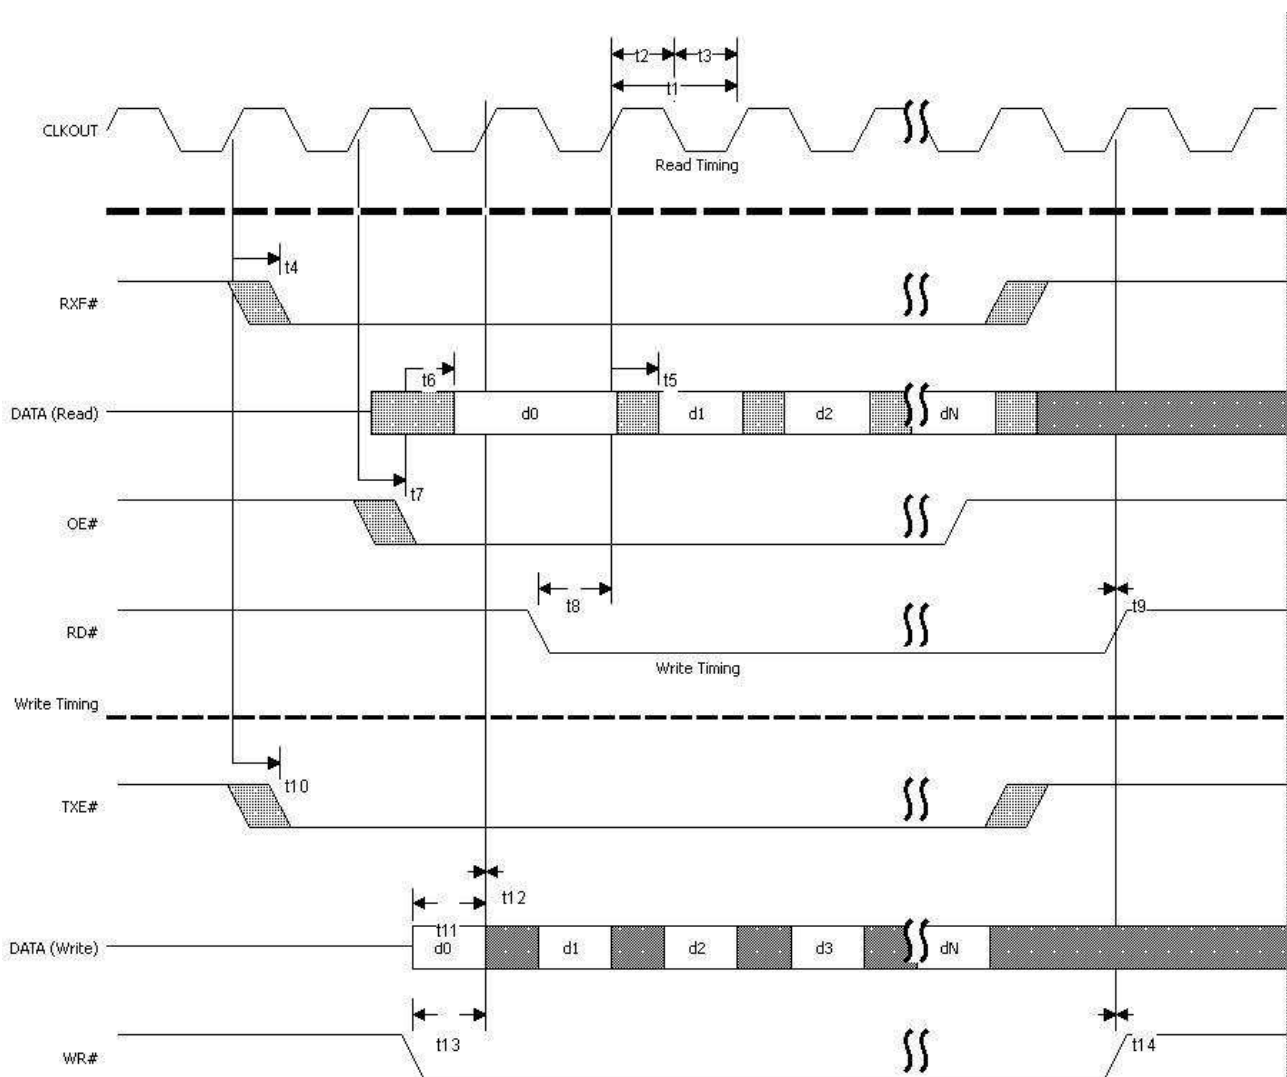 t2 t3
t1
CLKOUT
Read Timing
t4
RXF#
t6 t5
DATA (Read) d0 d1 d2 dN
t7
OE#
t8 t9
RD#
Write Timing
Write Timing
t10
TXE#
t12
t11
DATA (Write) d0 d1 d2 d3 dN
t13 t14
WR#